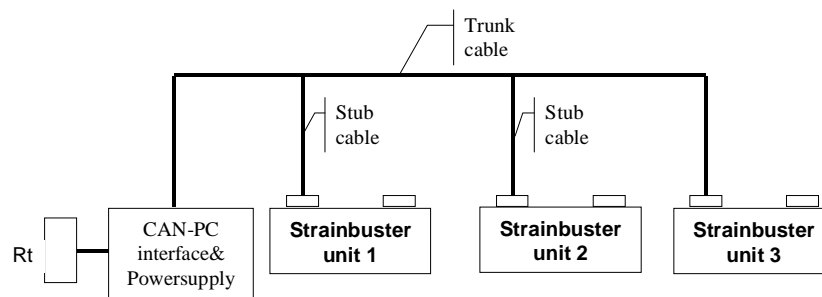 Trunk
cable
Stub
cable
Stub
cable
Rt
CAN-PC
interface&
Powersupply
Strainbuster
unit 1
Strainbuster
unit 2
Strainbuster
unit 3